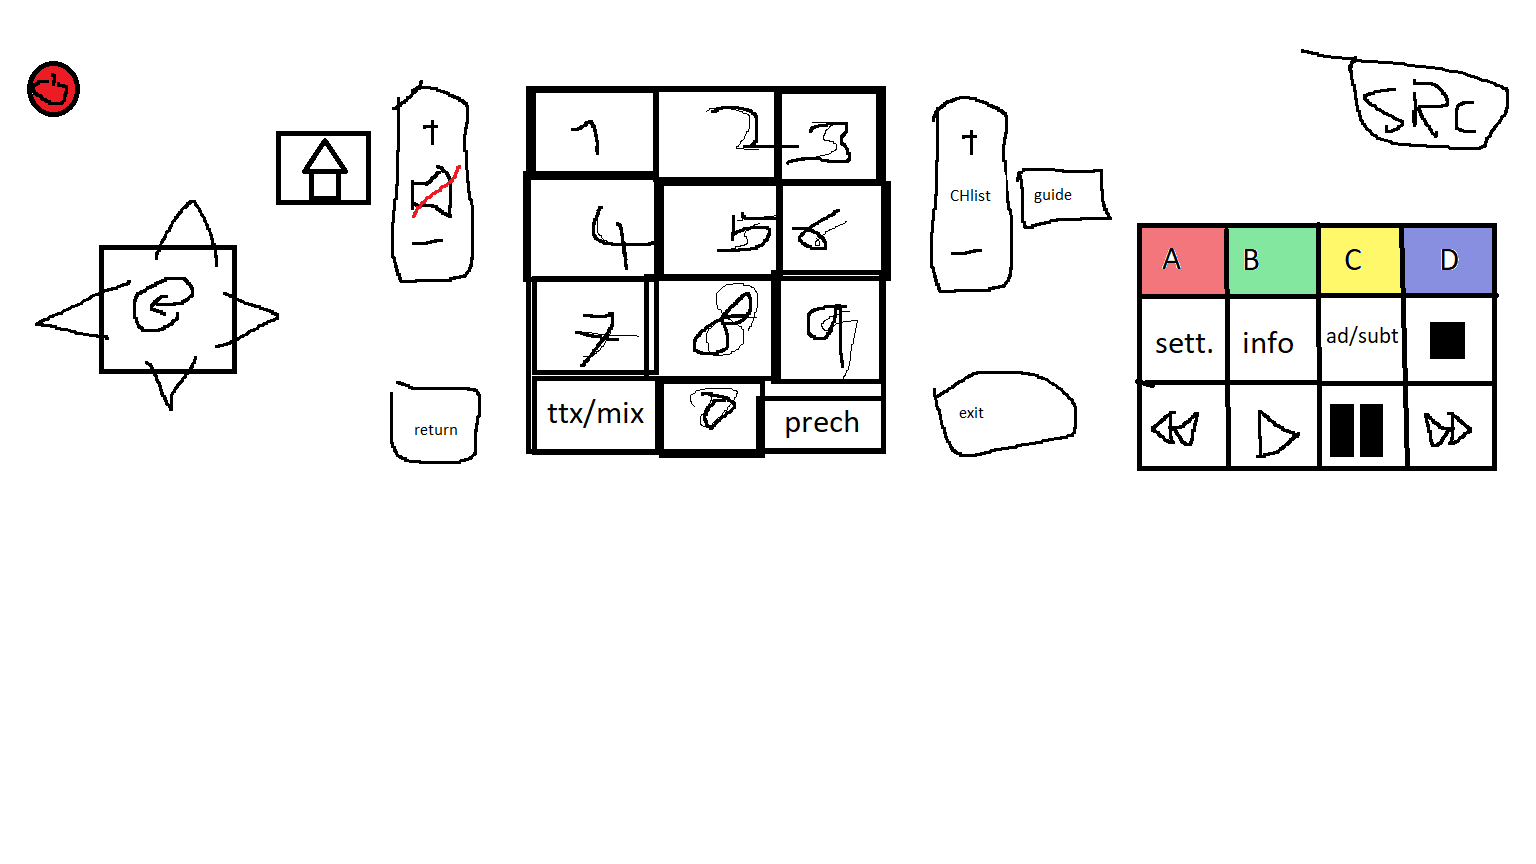 SRC
1 2 3
CHlist
guide
4 5 6
A B C D
7 8 9
sett. info ad/subt
return
ttx/mix 0 prech
exit